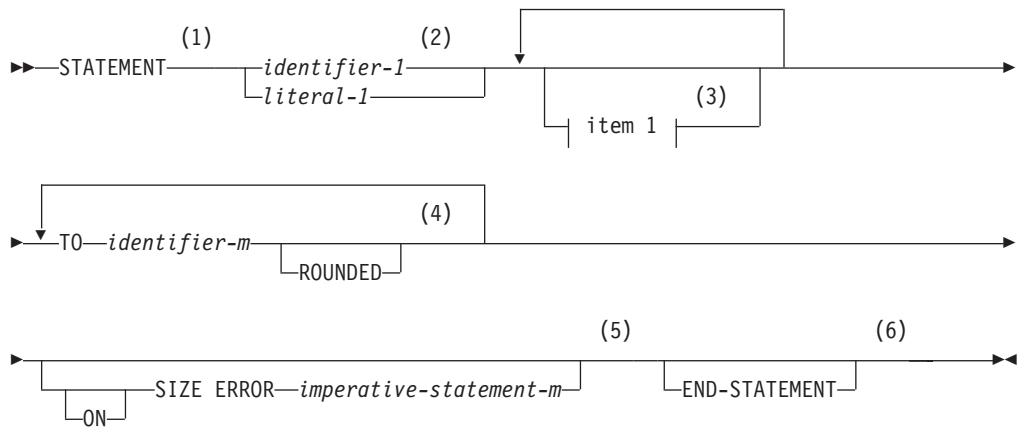 (1) (2)
STATEMENT identifier-1
literal-1 (3)
item 1
(4)
TO identifier-m
ROUNDED
(5) (6)
SIZE ERROR imperative-statement-m END-STATEMENT
ON